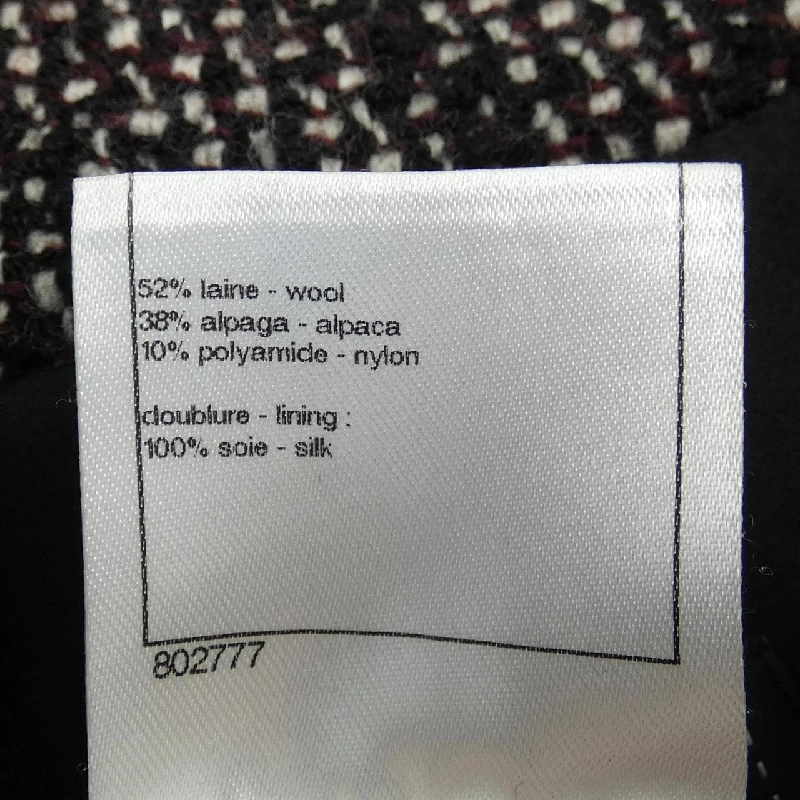 52% laine - wool
38% alpaga - alpaca
10% polyamide - nylon
doublure - lining :
100% soie - silk
802777